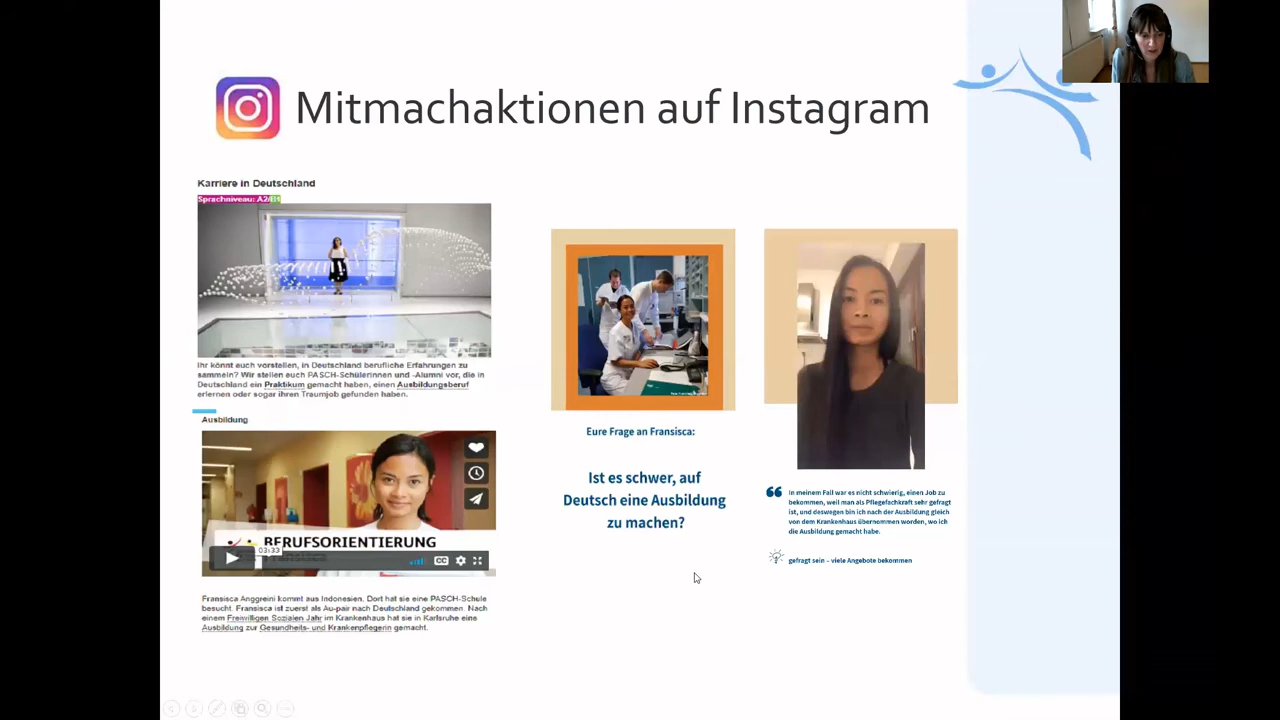 Mitmachaktionen auf Instagram
Karriere in Deutschland
Sprachniveau: A2/B1
Ihr könnt euch vorstellen, in Deutschland berufliche Erfahrungen zu
sammeln? Wir stellen euch PASCH-Schülerinnen und -Alumni vor, die in
Deutschland ein Praktikum gemacht haben, einen Ausbildungsberuf
erlernen oder sogar ihren Traumjob gefunden haben.
Ausbildung
BERUFSORIENTIERUNG
03:33
CC
Fransisca Anggreini kommt aus Indonesien. Dort hat sie eine PASCH-Schule
besucht. Fransisca ist zuerst als Au-pair nach Deutschland gekommen. Nach
einem Freiwilligen Sozialen Jahr im Krankenhaus hat sie in Karlsruhe eine
Ausbildung zur Gesundheits- und Krankenpflegerin gemacht.
Eure Frage an Fransisca:
Ist es schwer, auf
Deutsch eine Ausbildung
zu machen?
In meinem Fall war es nicht schwierig, einen Job zu
bekommen, weil man als Pflegefachkraft sehr gefragt
ist, und deswegen bin ich nach der Ausbildung gleich
von dem Krankenhaus übernommen worden, wo ich
die Ausbildung gemacht habe.
gefragt sein – viele Angebote bekommen